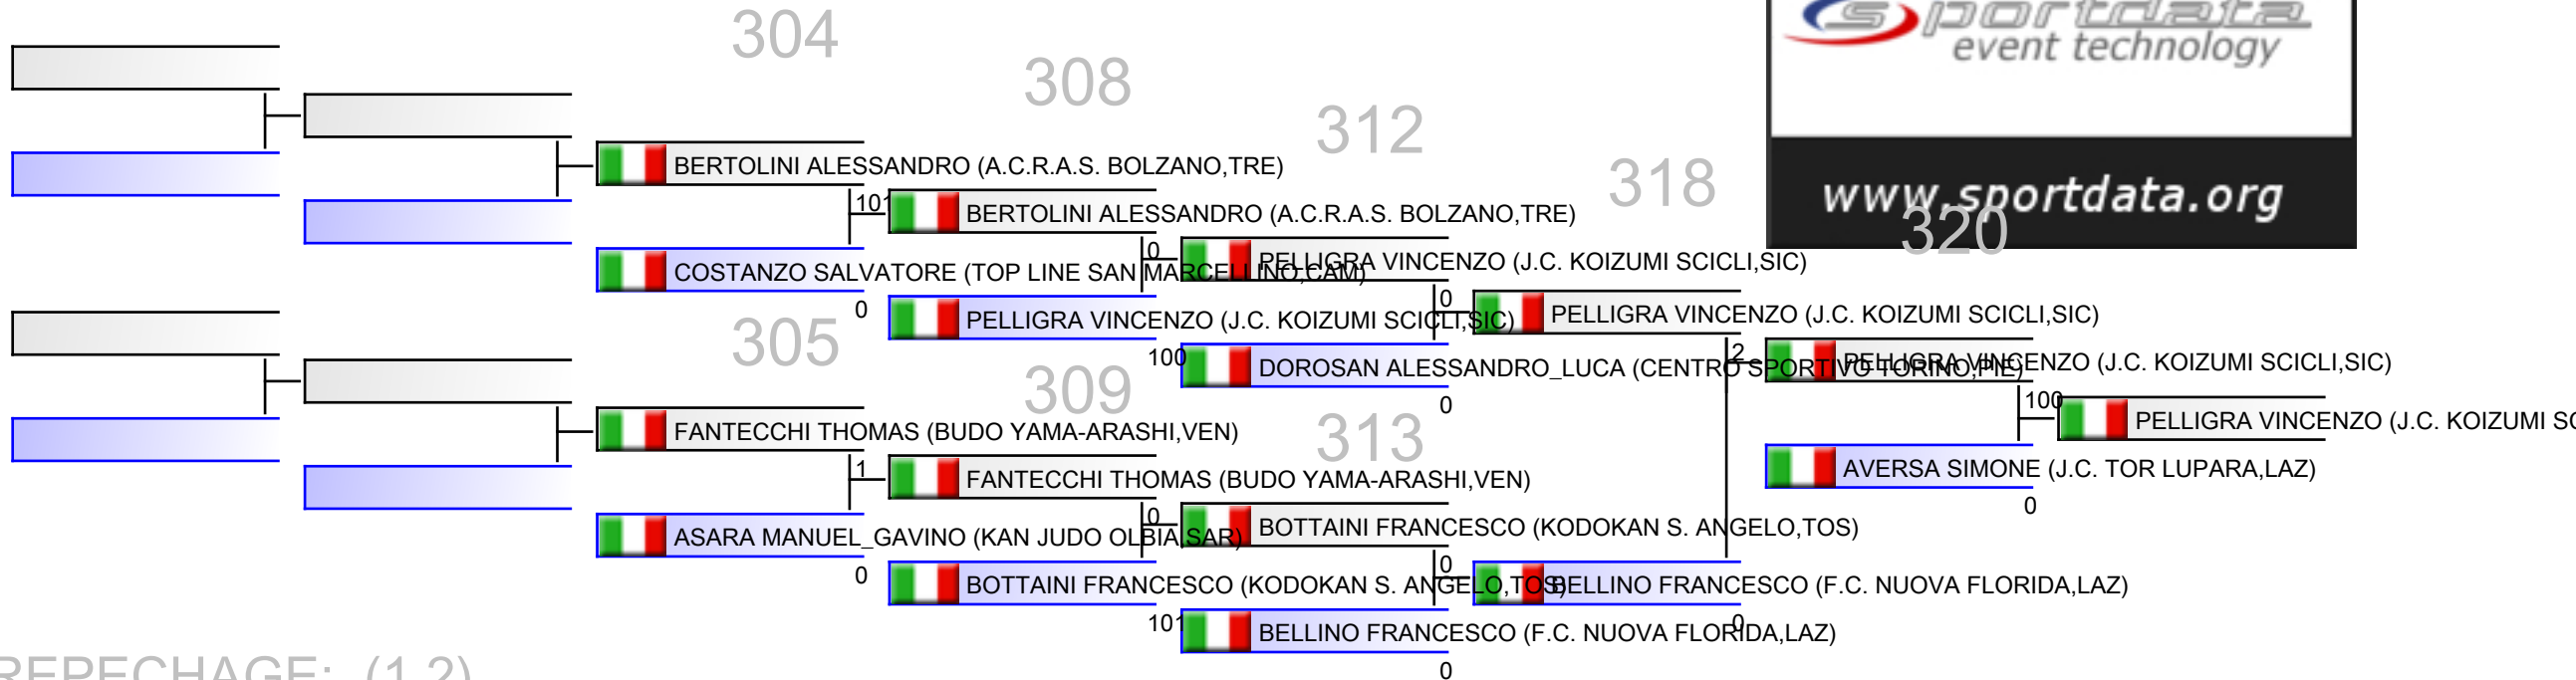 sportdata
event technology
www.sportdata.org
304
308
312
318
320
BERTOLINI ALESSANDRO (A.C.R.A.S. BOLZANO,TRE)
101
BERTOLINI ALESSANDRO (A.C.R.A.S. BOLZANO,TRE)
0
PELLIGRA VINCENZO (J.C. KOIZUMI SCICLI,SIC)
COSTANZO SALVATORE (TOP LINE SAN MARCELLINO,CAM)
0
0
PELLIGRA VINCENZO (J.C. KOIZUMI SCICLI,SIC)
PELLIGRA VINCENZO (J.C. KOIZUMI SCICLI,SIC)
305
100
2
PELLIGRA VINCENZO (J.C. KOIZUMI SCICLI,SIC)
DOROSAN ALESSANDRO_LUCA (CENTRO SPORTIVO TORINO,PIE)
309
0
100
PELLIGRA VINCENZO (J.C. KOIZUMI SC
313
FANTECCHI THOMAS (BUDO YAMA-ARASHI,VEN)
1
FANTECCHI THOMAS (BUDO YAMA-ARASHI,VEN)
AVERSA SIMONE (J.C. TOR LUPARA,LAZ)
0
0
BOTTAINI FRANCESCO (KODOKAN S. ANGELO,TOS)
ASARA MANUEL_GAVINO (KAN JUDO OLBIA,SAR)
0
0
BOTTAINI FRANCESCO (KODOKAN S. ANGELO,TOS)
BELLINO FRANCESCO (F.C. NUOVA FLORIDA,LAZ)
101
0
BELLINO FRANCESCO (F.C. NUOVA FLORIDA,LAZ)
0
REPECHAGE: (1,2)